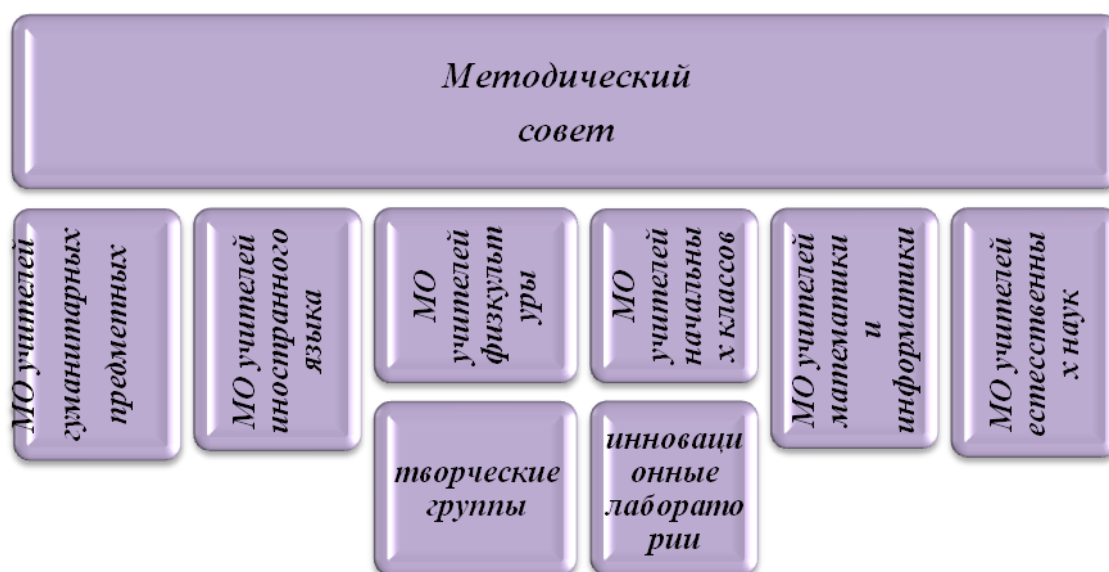 Методический
совет
МО учителей
гуманитарных
предметных
МО учителей
иностранного
языка
МО
учителей
физкульт
уры
МО
учителей
начальны
х классов
МО учителей
математики
и
информатики
МО учителей
естесственны
х наук
творческие
группы
инноваци
онные
лаборато
рии